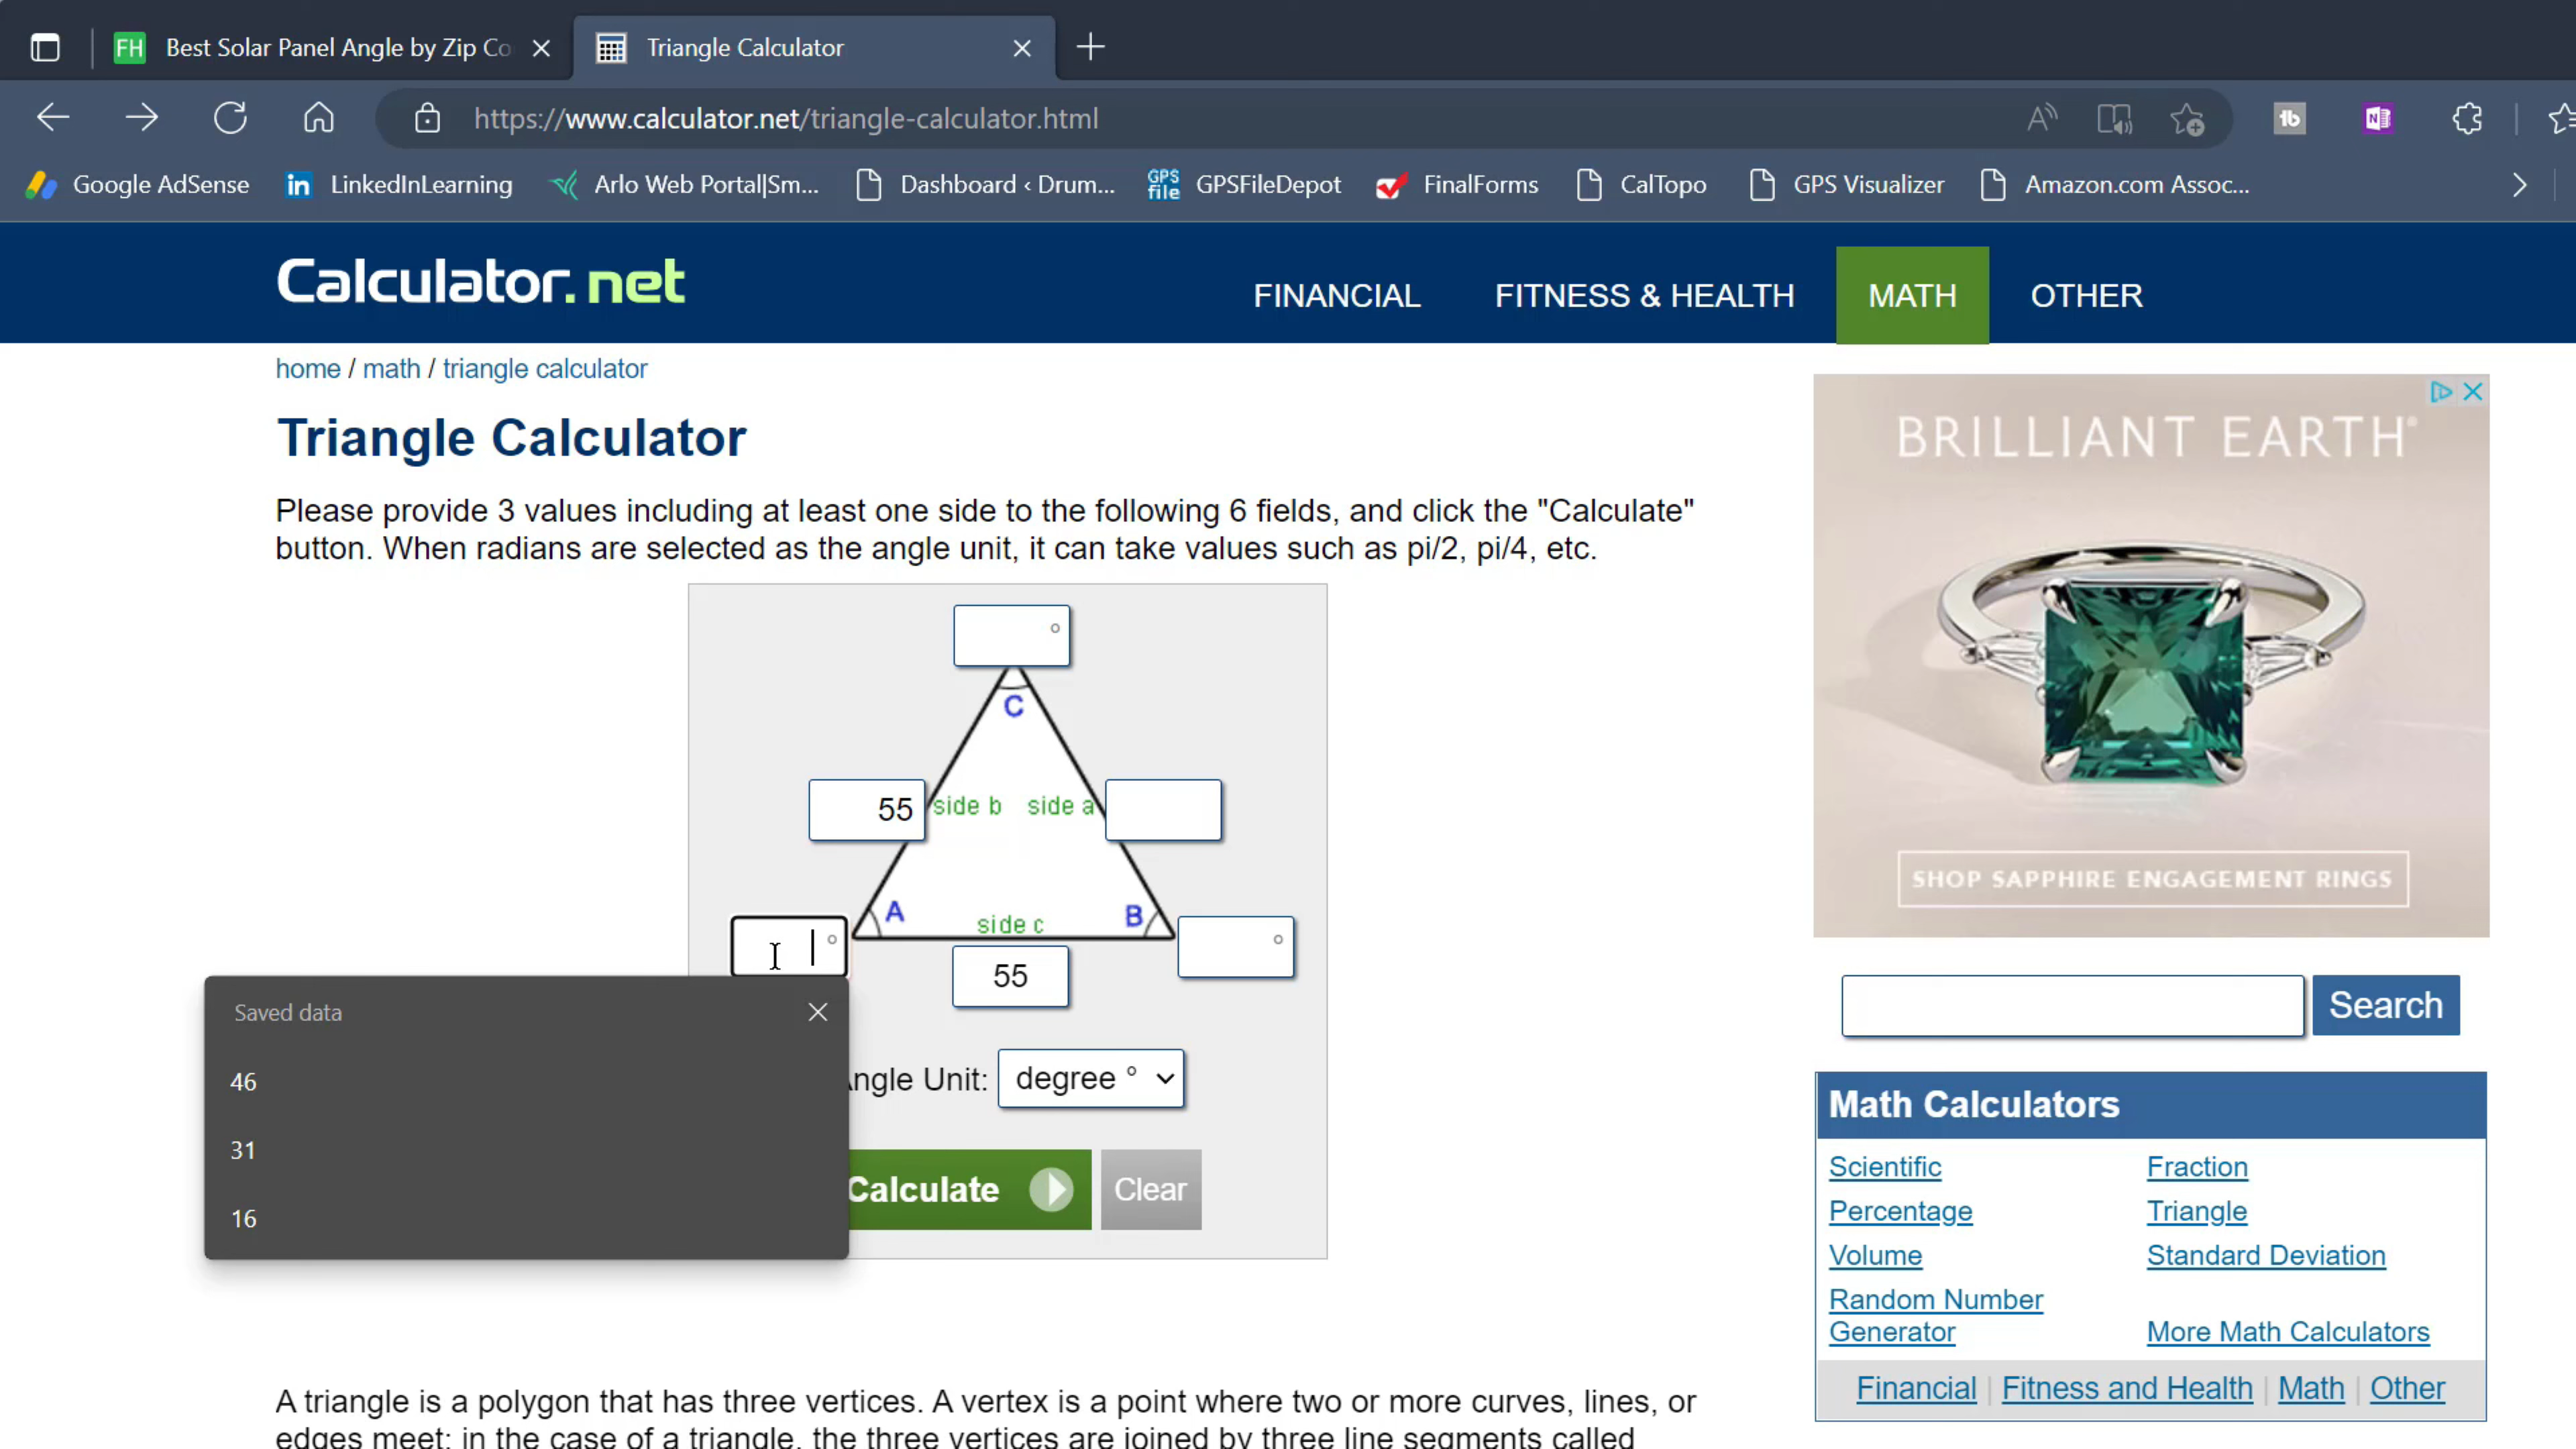 FH Best Solar Panel Angle by Zip Co
Triangle Calculator
https://www.calculator.net/triangle-calculator.html
Google AdSense
in LinkedInLearning
Arlo Web Portal|Sm...
Dashboard ‹ Drum...
GPS file GPSFileDepot
FinalForms
CalTopo
GPS Visualizer
Amazon.com Assoc...
Calculator.net
FINANCIAL
FITNESS & HEALTH
MATH
OTHER
home / math / triangle calculator
Triangle Calculator
Please provide 3 values including at least one side to the following 6 fields, and click the "Calculate"
button. When radians are selected as the angle unit, it can take values such as pi/2, pi/4, etc.
°
C
55
side b
side a
A
side c
B
°
°
55
Saved data
46
31
16
Angle Unit: degree °
Calculate
Clear
A triangle is a polygon that has three vertices. A vertex is a point where two or more curves, lines, or
edges meet; in the case of a triangle, the three vertices are joined by three line segments called
BRILLIANT EARTH®
SHOP SAPPHIRE ENGAGEMENT RINGS
Search
Math Calculators
Scientific
Fraction
Percentage
Triangle
Volume
Standard Deviation
Random Number
Generator
More Math Calculators
Financial | Fitness and Health | Math | Other